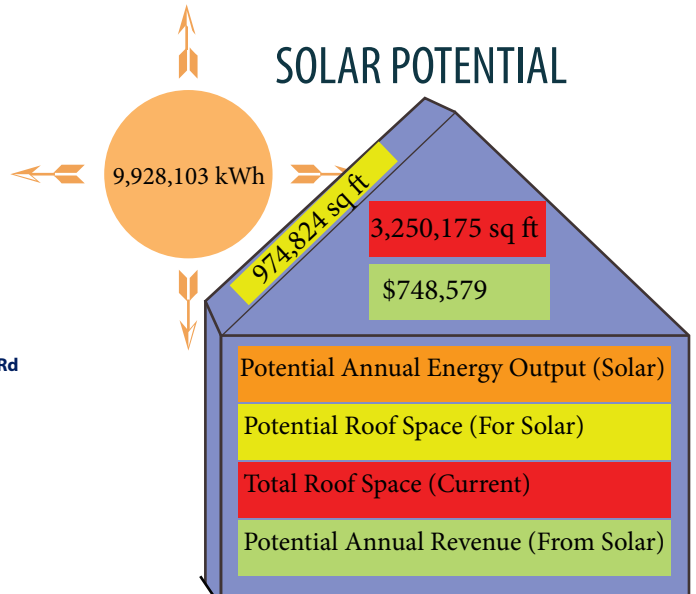 SOLAR POTENTIAL
9,928,103 kWh
974,824 sq ft
3,250,175 sq ft
$748,579
Rd
Potential Annual Energy Output (Solar)
Potential Roof Space (For Solar)
Total Roof Space (Current)
Potential Annual Revenue (From Solar)